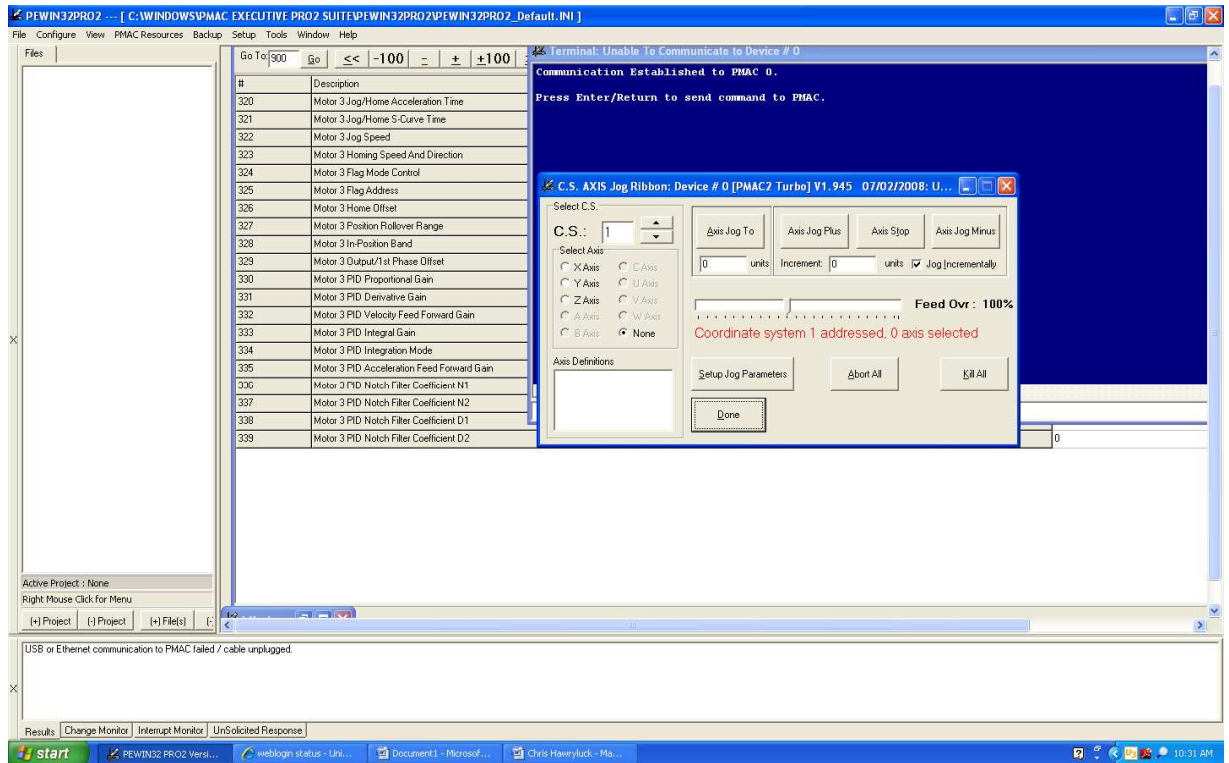 PEWIN32PRO2 --- [ C:\WINDOWS\PMAC EXECUTIVE PRO2 SUITE\PEWIN32PRO2\PEWIN32PRO2_Default.INI ]
File Configure View PMAC Resources Backup Setup Tools Window Help
Files
Go To: 900 Go << -100 - + +100
Terminal: Unable To Communicate to Device # 0
Communication Established to PMAC 0.
Press Enter/Return to send command to PMAC.
# Description
320 Motor 3 Jog/Home Acceleration Time
321 Motor 3 Jog/Home S-Curve Time
322 Motor 3 Jog Speed
323 Motor 3 Homing Speed And Direction
324 Motor 3 Flag Mode Control
325 Motor 3 Flag Address
326 Motor 3 Home Offset
327 Motor 3 Position Rollover Range
328 Motor 3 In-Position Band
329 Motor 3 Output/1st Phase Offset
330 Motor 3 PID Proportional Gain
331 Motor 3 PID Derivative Gain
332 Motor 3 PID Velocity Feed Forward Gain
333 Motor 3 PID Integral Gain
334 Motor 3 PID Integration Mode
335 Motor 3 PID Acceleration Feed Forward Gain
336 Motor 3 PID Notch Filter Coefficient N1
337 Motor 3 PID Notch Filter Coefficient N2
338 Motor 3 PID Notch Filter Coefficient D1
339 Motor 3 PID Notch Filter Coefficient D2 0
C.S. AXIS Jog Ribbon: Device # 0 [PMAC2 Turbo] V1.945 07/02/2008: U...
Select C.S.
C.S.: 1
Select Axis
X Axis C Axis
Y Axis U Axis
Z Axis V Axis
A Axis W Axis
B Axis None
Axis Definitions
Axis Jog To Axis Jog Plus Axis Stop Axis Jog Minus
0 units Increment: 0 units Jog Incrementally
Feed Ovr : 100%
Coordinate system 1 addressed, 0 axis selected
Setup Jog Parameters Abort All Kill All
Done
Active Project : None
Right Mouse Click for Menu
(+) Project (-) Project (+) File(s) (-
USB or Ethernet communication to PMAC failed / cable unplugged.
Results Change Monitor Interrupt Monitor UnSolicited Response
start PEWIN32 PRO2 Versi... weblogin status - Uni... Document1 - Microsof... Chris Hawryluck - Ma... 10:31 AM